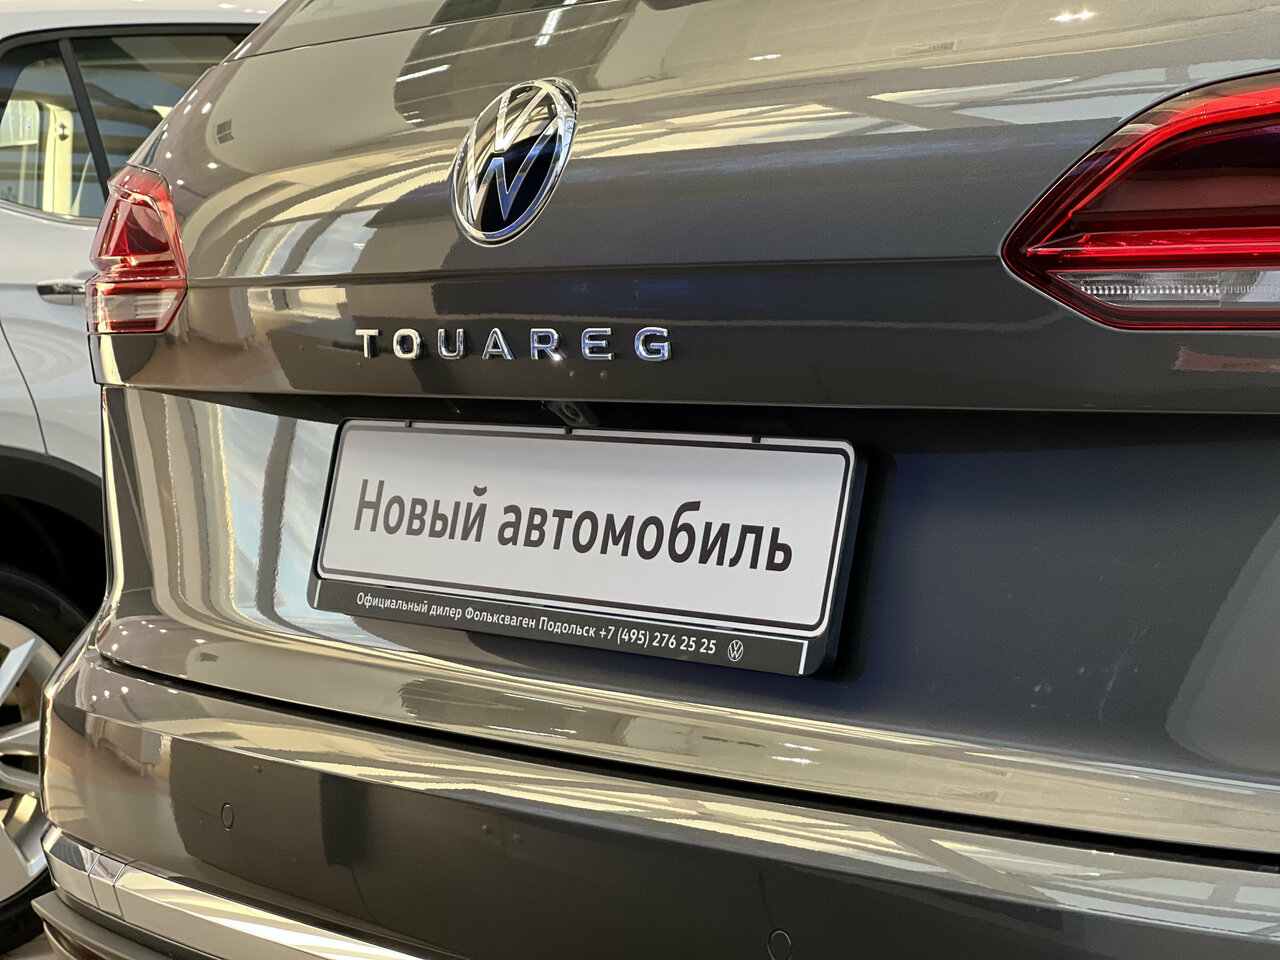 TOUAREG
Новый автомобиль
Официальный дилер Фольксваген Подольск +7 (495) 276 25 25